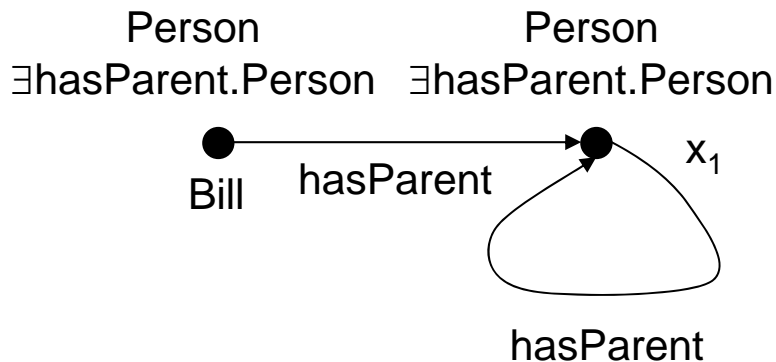 Person
∃hasParent.Person
Person
∃hasParent.Person
hasParent
Bill
x₁
hasParent